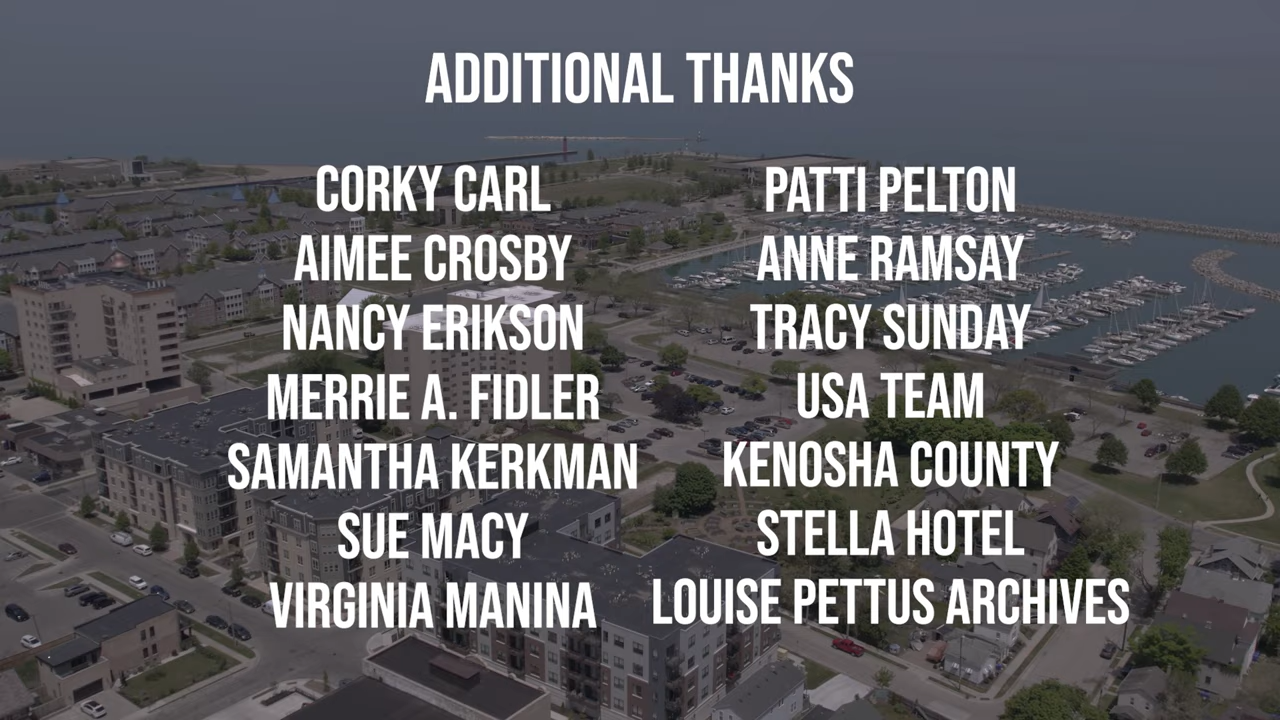 ADDITIONAL THANKS
CORKY CARL
AIMEE CROSBY
NANCY ERIKSON
MERRIE A. FIDLER
SAMANTHA KERKMAN
SUE MACY
VIRGINIA MANINA
PATTI PELTON
ANNE RAMSAY
TRACY SUNDAY
USA TEAM
KENOSHA COUNTY
STELLA HOTEL
LOUISE PETTUS ARCHIVES